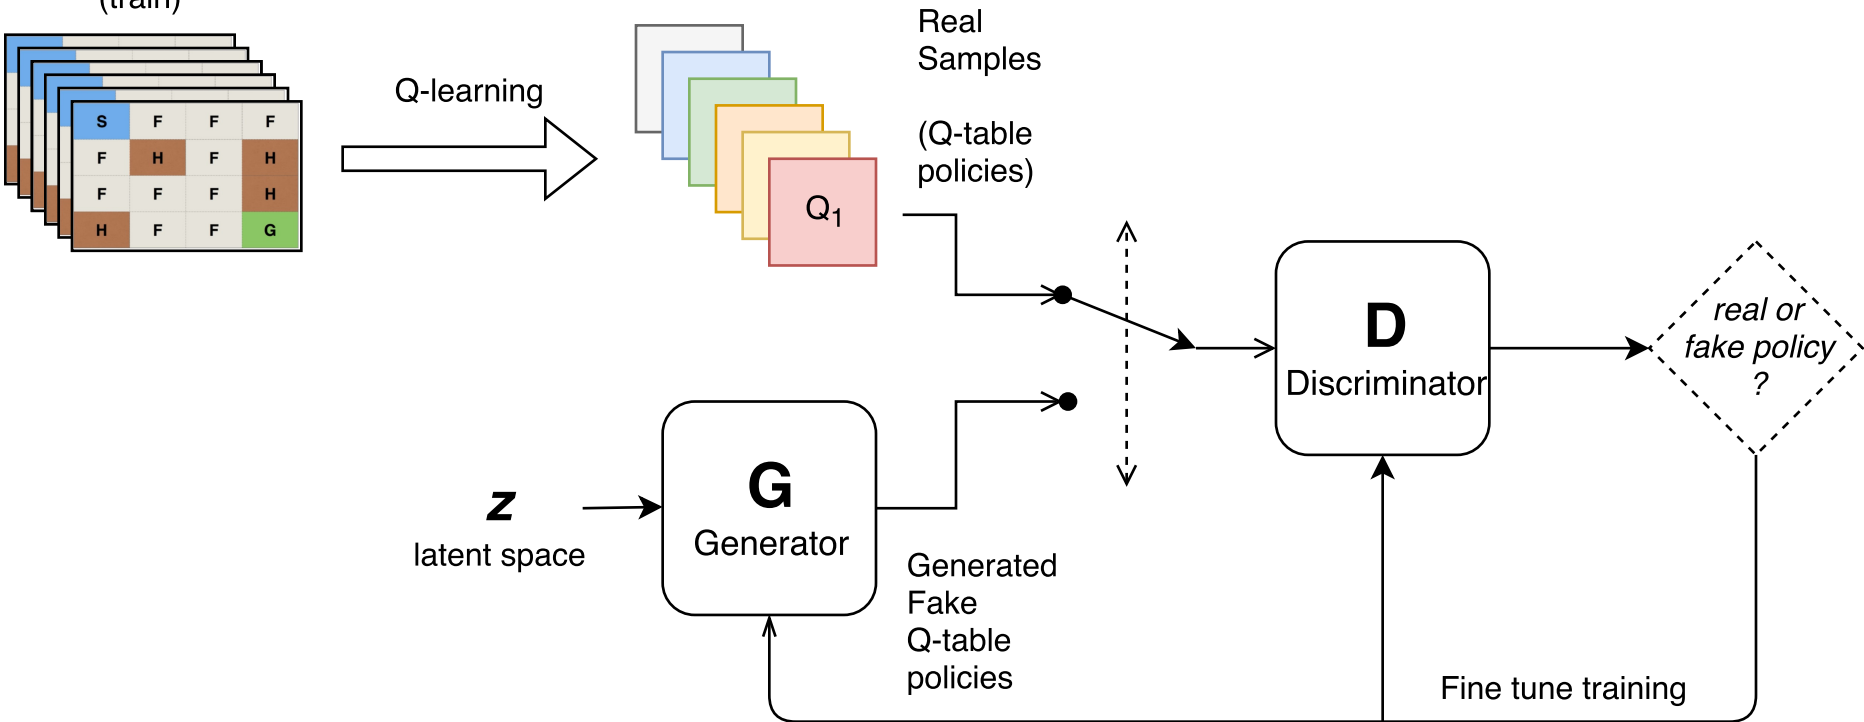 (train)
S F F F
F H F H
F F F H
H F F G
Q-learning
Q1
Real
Samples
(Q-table
policies)
D
Discriminator
real or
fake policy
?
z
latent space
G
Generator
Generated
Fake
Q-table
policies
Fine tune training